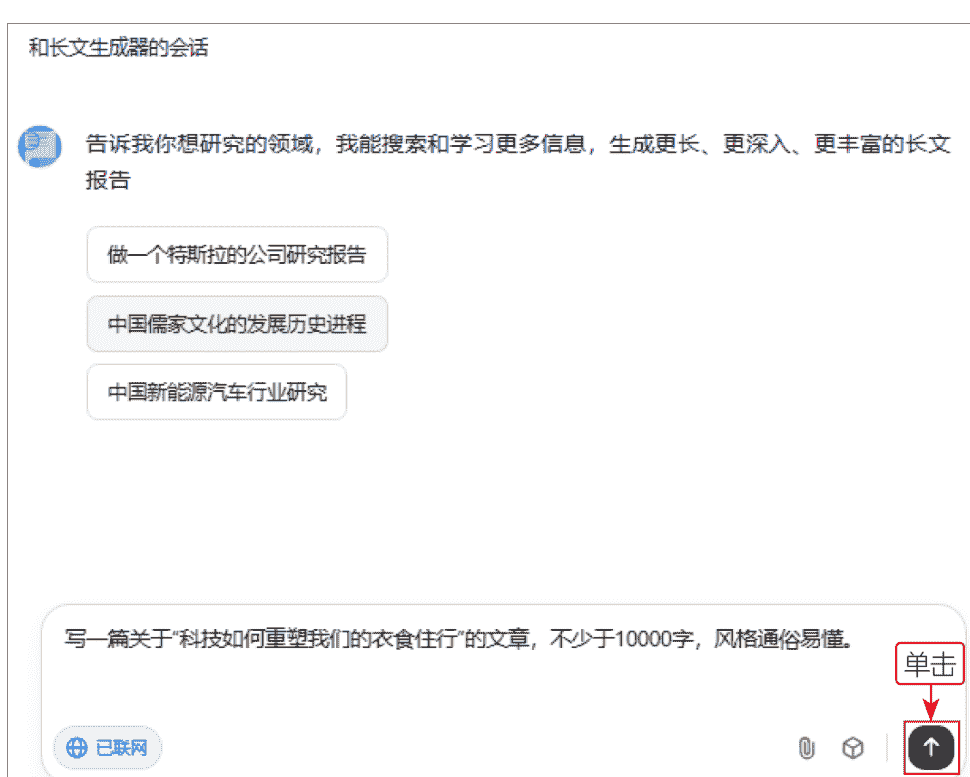 和长文生成器的会话
告诉我你想研究的领域，我能搜索和学习更多信息，生成更长、更深入、更丰富的长文
报告
做一个特斯拉的公司研究报告
中国儒家文化的发展历史进程
中国新能源汽车行业研究
写一篇关于“科技如何重塑我们的衣食住行”的文章，不少于10000字，风格通俗易懂。
单击
已联网